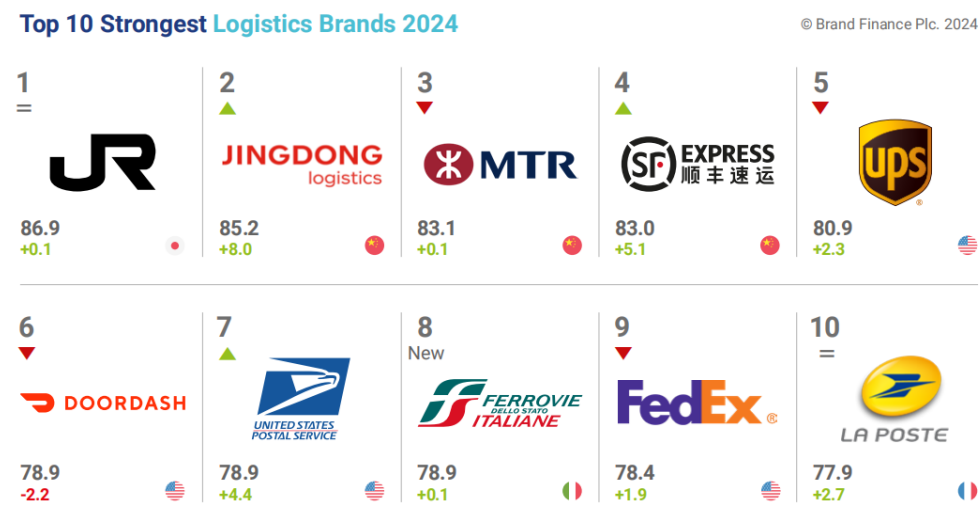 Top 10 Strongest Logistics Brands 2024
© Brand Finance Plc. 2024
1
=
JR
86.9
+0.1
2
JINGDONG
logistics
85.2
+8.0
3
MTR
83.1
+0.1
4
SF EXPRESS
顺丰速运
83.0
+5.1
5
ups
®
80.9
+2.3
6
DOORDASH
78.9
-2.2
7
UNITED STATES
POSTAL SERVICE
78.9
+4.4
8
New
FERROVIE
DELLO STATO
ITALIANE
78.9
+0.1
9
FedEx ®
78.4
+1.9
10
=
LA POSTE
77.9
+2.7